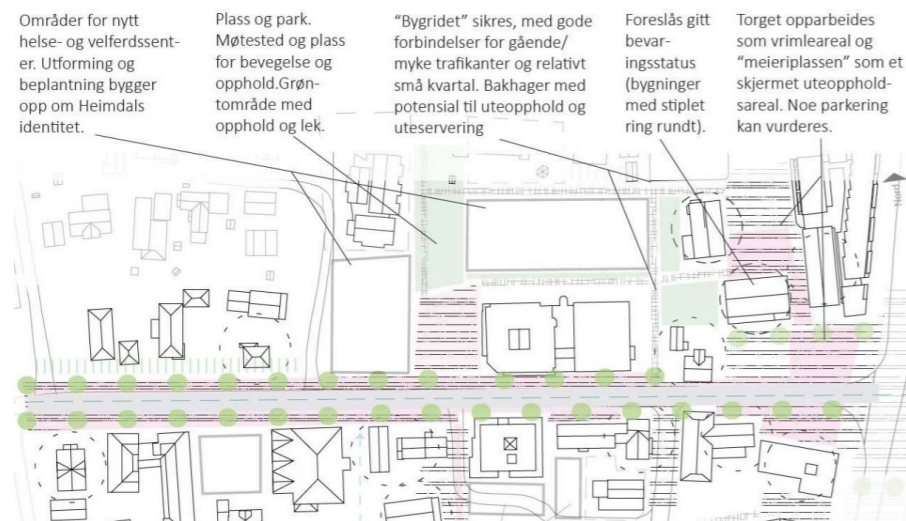 Områder for nytt
helse- og velferdssent-
er. Utforming og
beplantning bygger
opp om Heimdals
identitet.
Plass og park.
Møtested og plass
for bevegelse og
opphold.Grøn-
tområde med
opphold og lek.
“Bygridet” sikres, med gode
forbindelser for gående/
myke trafikanter og relativt
små kvartal. Bakhager med
potensial til uteopphold og
uteservering
Foreslås gitt
bevar-
ingsstatus
(bygninger
med stiplet
ring rundt).
Torget opparbeides
som vrimleareal og
“meieriplassen” som et
skjermet uteopphold-
sareal. Noe parkering
kan vurderes.
Nord